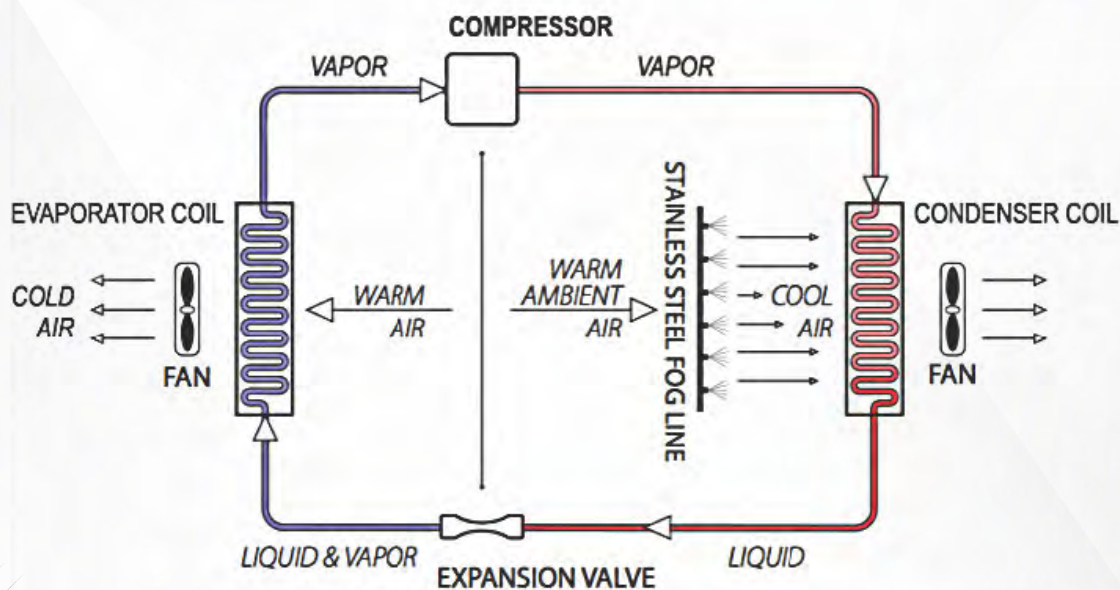 COMPRESSOR
VAPOR
VAPOR
EVAPORATOR COIL
COLD
AIR
FAN
WARM
AIR
WARM
AMBIENT
AIR
STAINLESS STEEL FOG LINE
COOL
AIR
CONDENSER COIL
FAN
LIQUID & VAPOR
EXPANSION VALVE
LIQUID